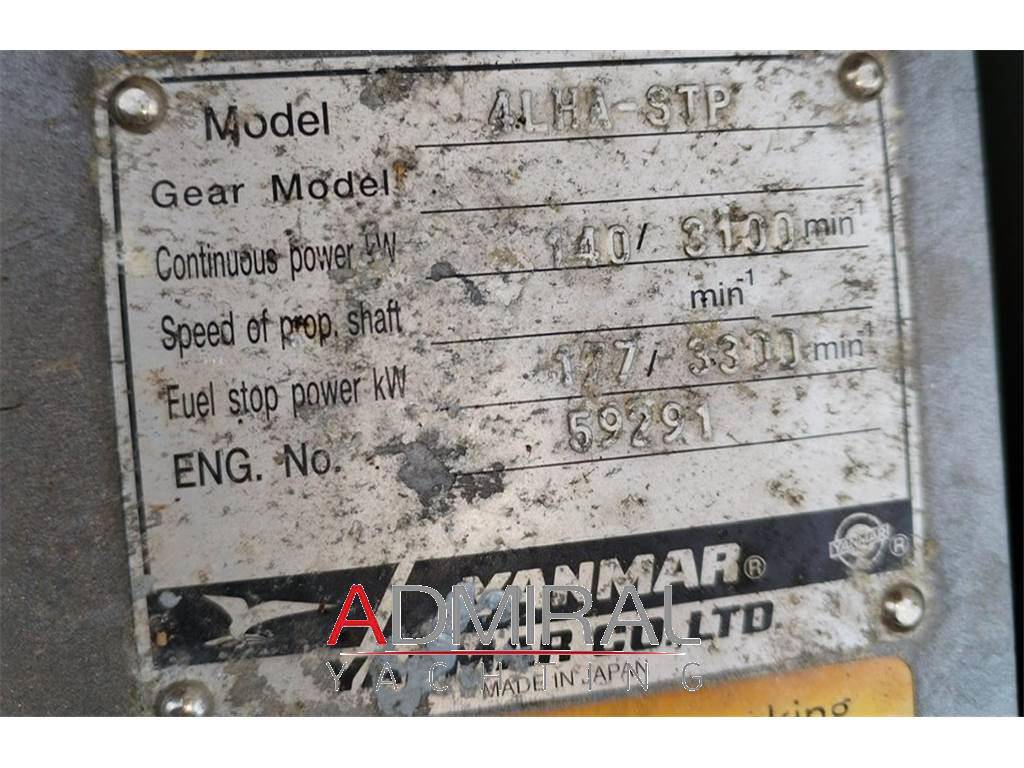 Model 4LHA-STP
Gear Model
Continuous power kW 140/ 3100 min-1
Speed of prop. shaft min-1
Fuel stop power kW 177/ 3300 min-1
ENG. No. 59291
YANMAR®
YANMAR ®
CO., LTD.
MADE IN JAPAN
ADMIRAL
YACHTING